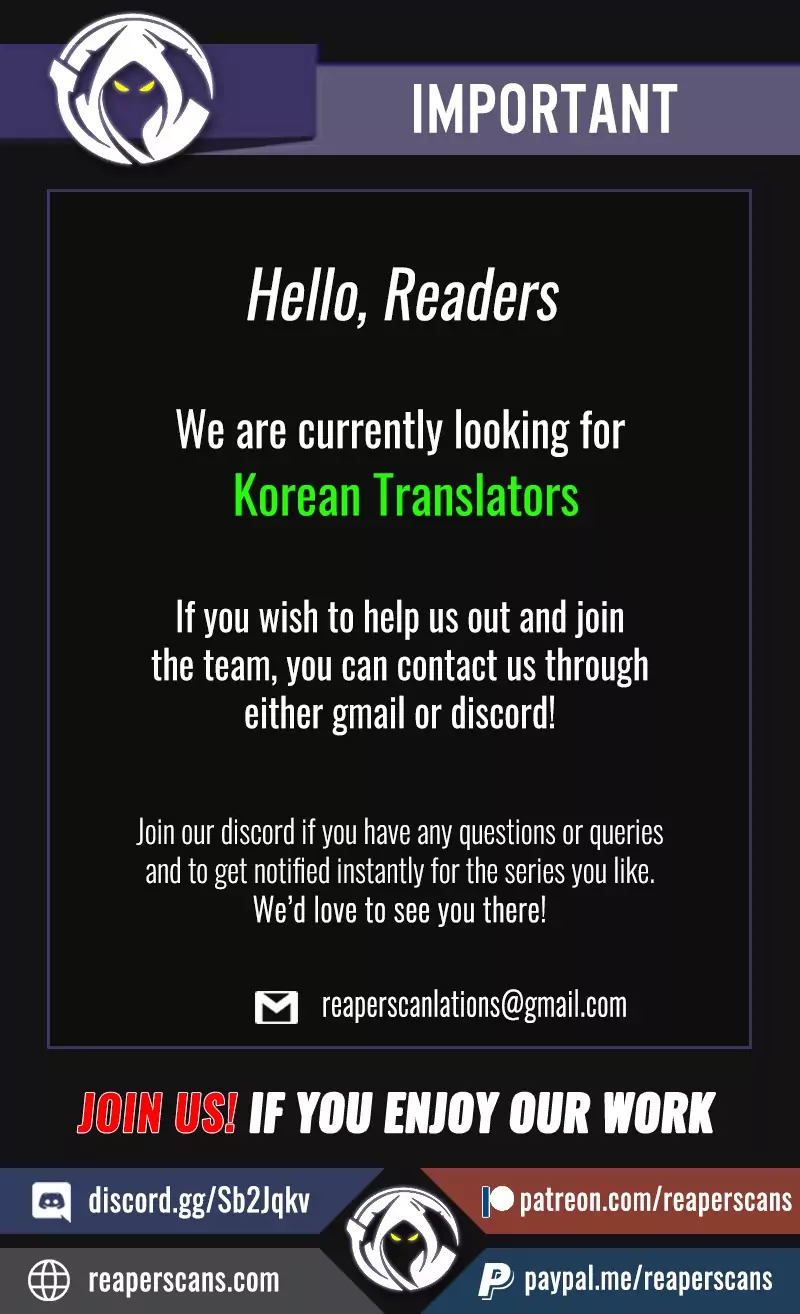 IMPORTANT
Hello, Readers
We are currently looking for
Korean Translators
If you wish to help us out and join
the team, you can contact us through
either gmail or discord!
Join our discord if you have any questions or queries
and to get notified instantly for the series you like.
We'd love to see you there!
reaperscanlations@gmail.com
JOIN US! IF YOU ENJOY OUR WORK
discord.gg/Sb2Jqkv
patreon.com/reaperscans
reaperscans.com
paypal.me/reaperscans